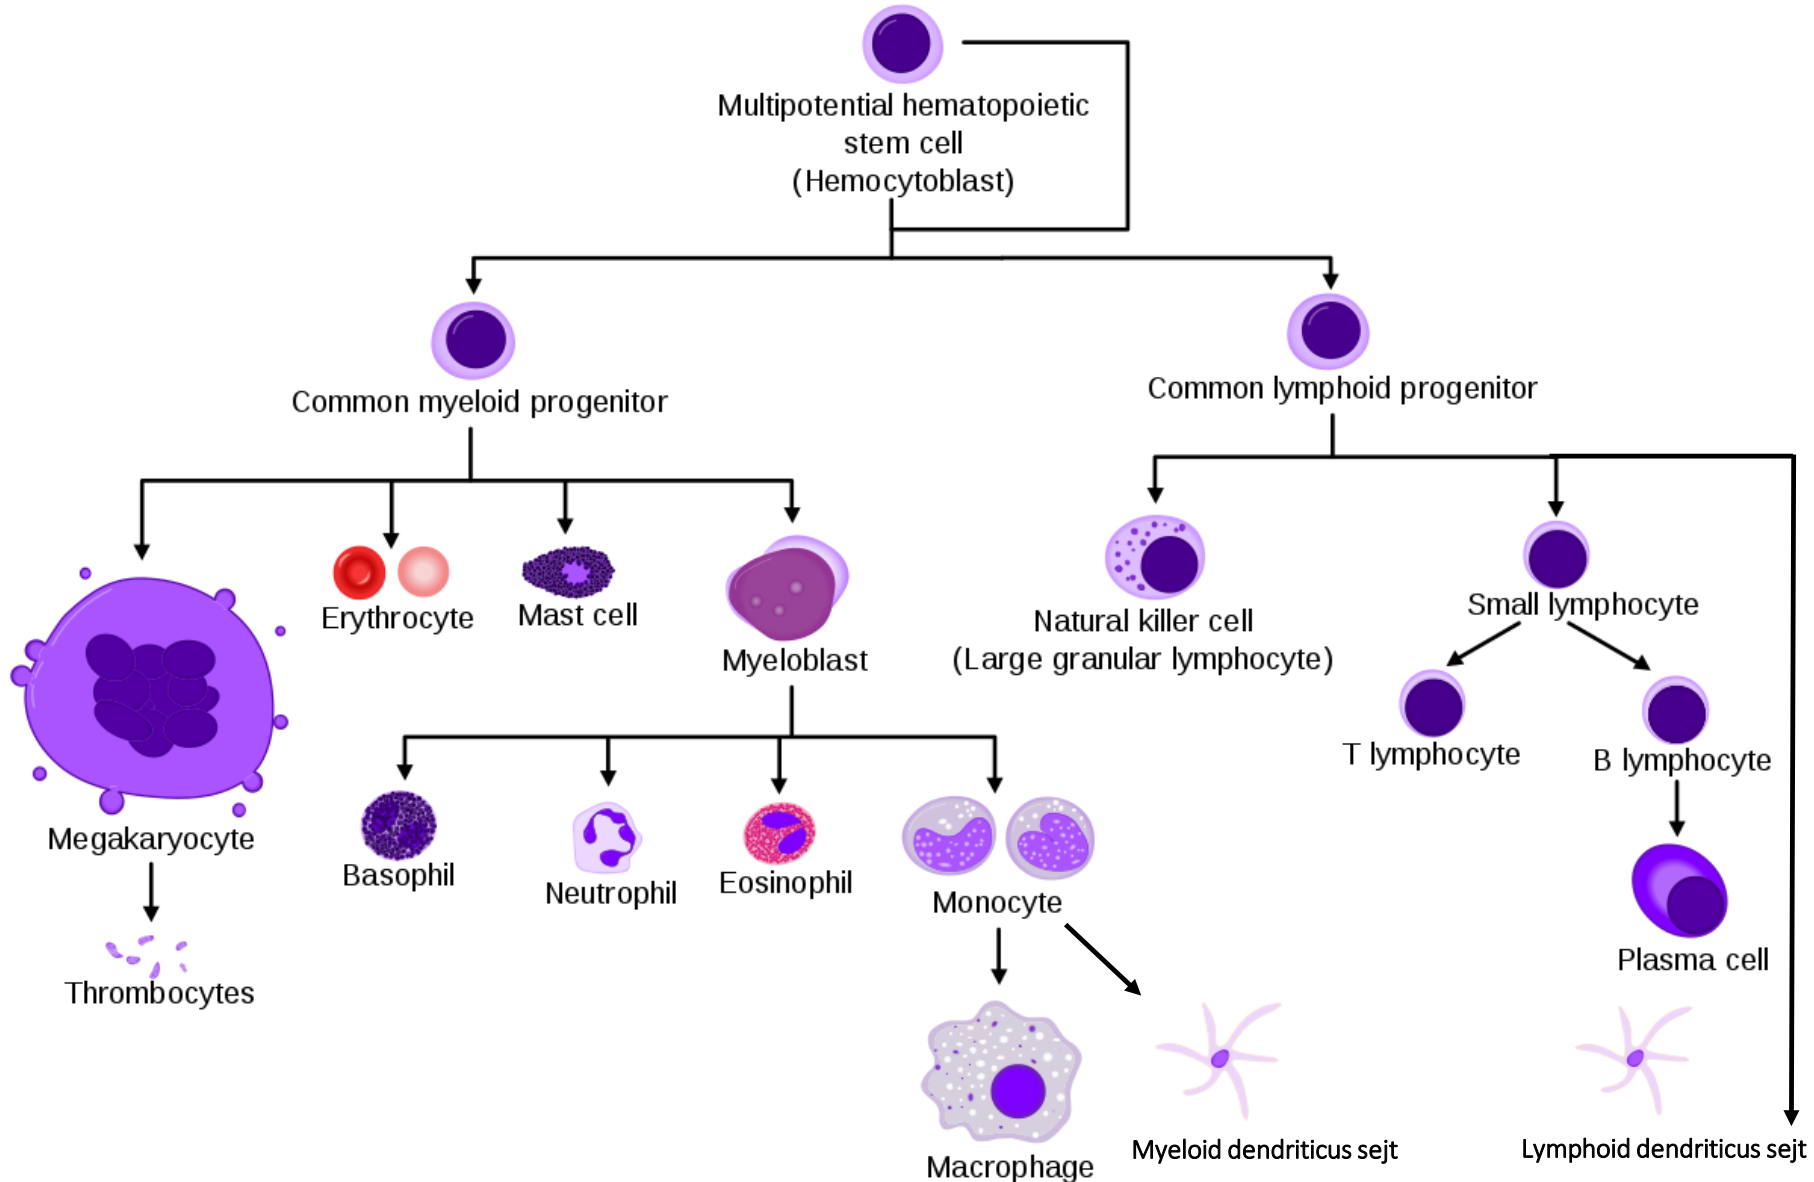 Multipotential hematopoietic
stem cell
(Hemocytoblast)
Common myeloid progenitor
Common lymphoid progenitor
Erythrocyte
Mast cell
Myeloblast
Natural killer cell
(Large granular lymphocyte)
Small lymphocyte
T lymphocyte
B lymphocyte
Megakaryocyte
Basophil
Neutrophil
Eosinophil
Monocyte
Plasma cell
Thrombocytes
Macrophage
Myeloid dendriticus sejt
Lymphoid dendriticus sejt